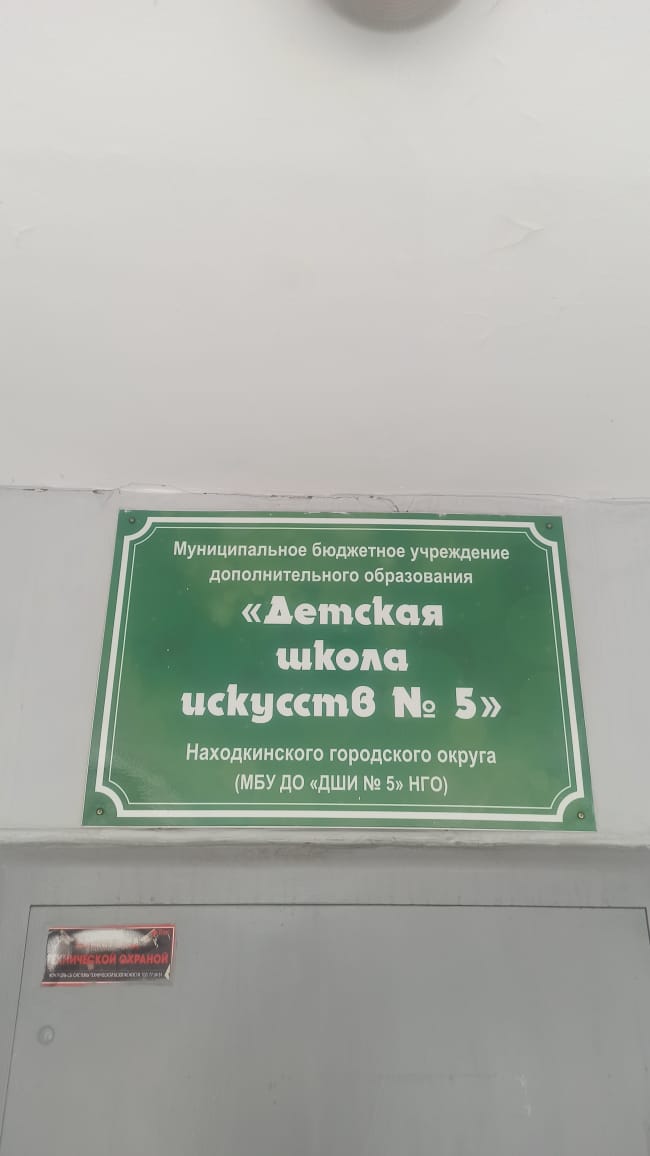 Муниципальное бюджетное учреждение
дополнительного образования
«Детская
школа
искусств № 5»
Находкинского городского округа
(МБУ ДО «ДШИ № 5» НГО)
ОХРАНОЙ